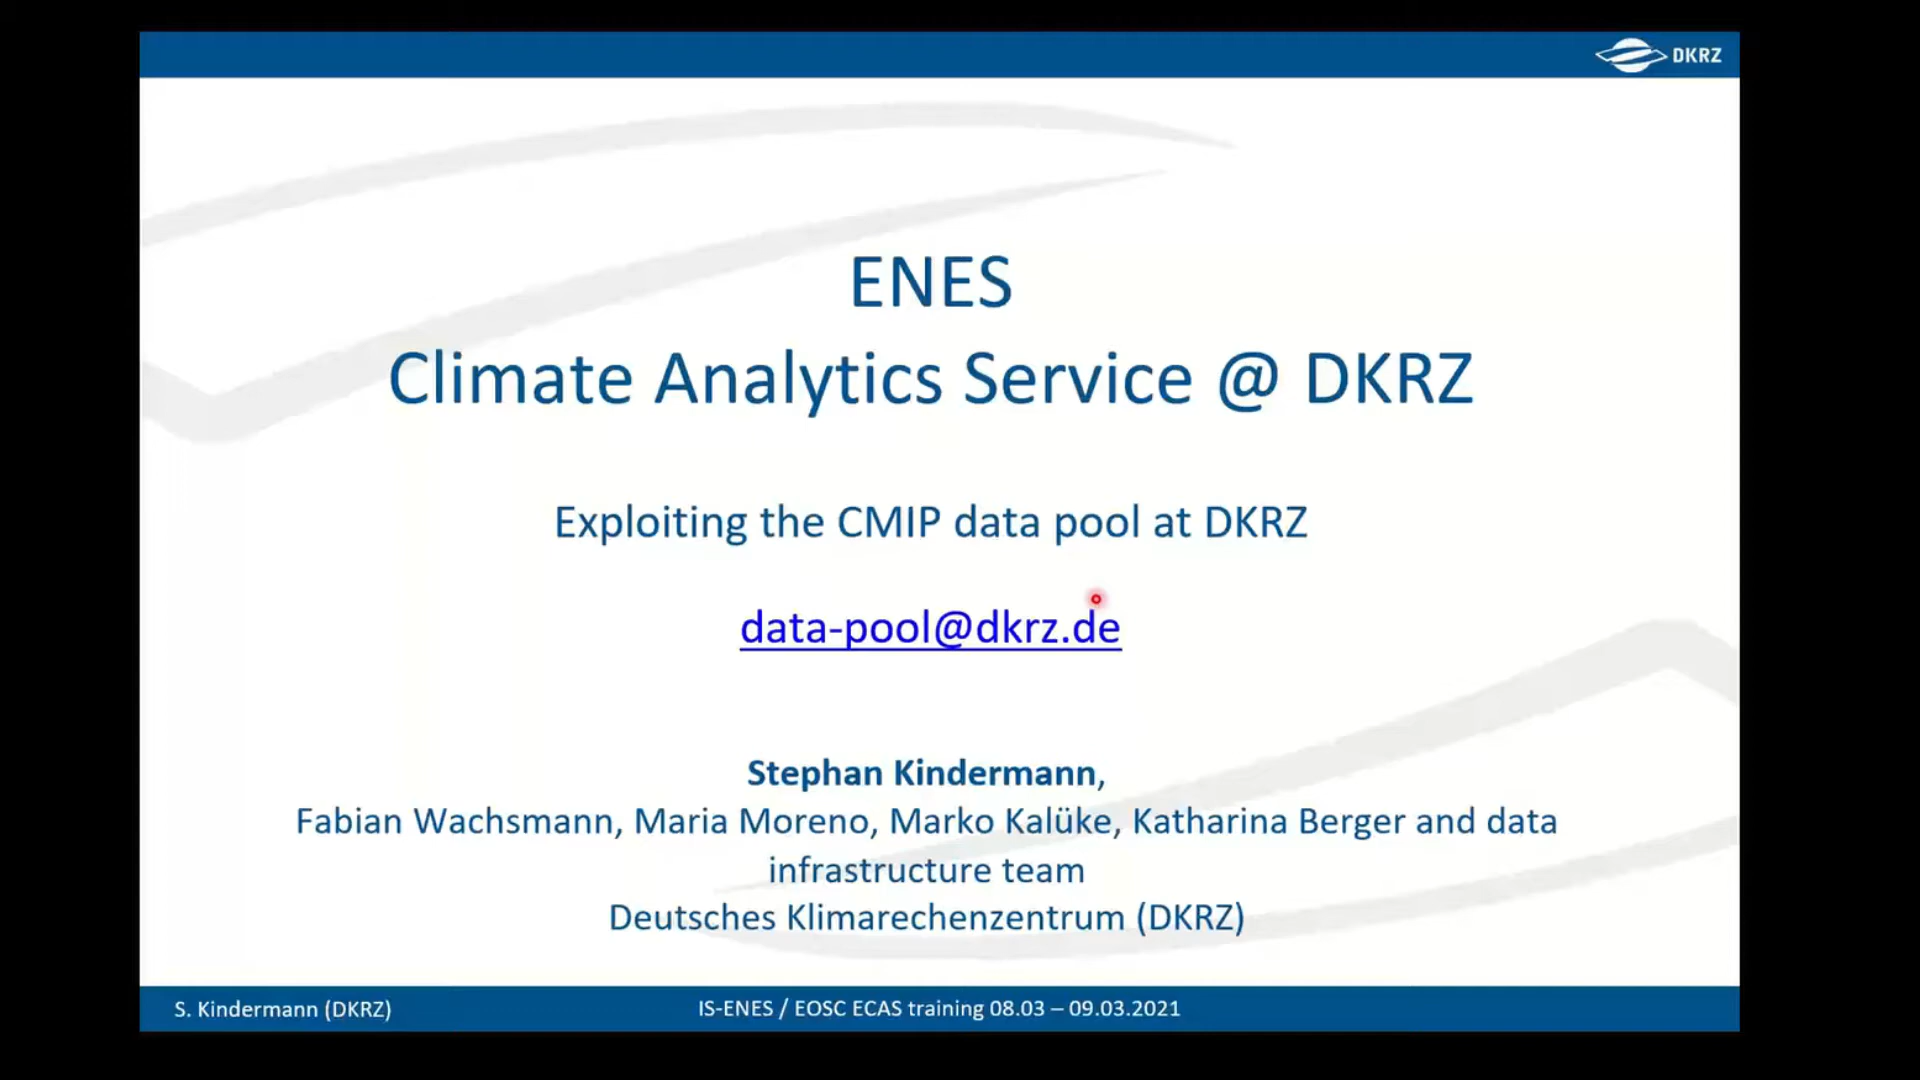 DKRZ
ENES
Climate Analytics Service @ DKRZ
Exploiting the CMIP data pool at DKRZ
data-pool@dkrz.de
Stephan Kindermann,
Fabian Wachsmann, Maria Moreno, Marko Kalüke, Katharina Berger and data
infrastructure team
Deutsches Klimarechenzentrum (DKRZ)
S. Kindermann (DKRZ)
IS-ENES / EOSC ECAS training 08.03 – 09.03.2021